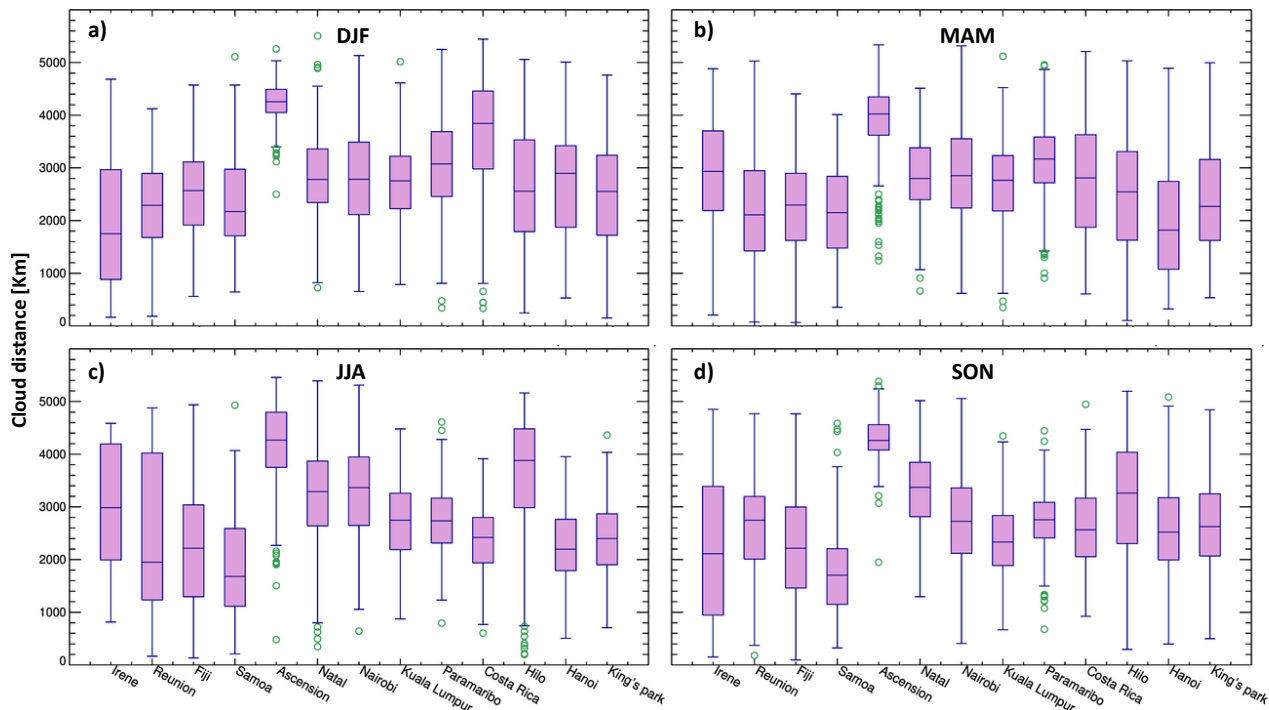 a) DJF
b) MAM
5000
4000
3000
2000
1000
0
c) JJA
d) SON
5000
4000
3000
2000
1000
0
Cloud distance [Km]
Irene Reunion Fiji Samoa Ascension Natal Nairobi Kuala Lumpur Paramaribo Costa Rica Hilo Hanoi King's park
Irene Reunion Fiji Samoa Ascension Natal Nairobi Kuala Lumpur Paramaribo Costa Rica Hilo Hanoi King's park